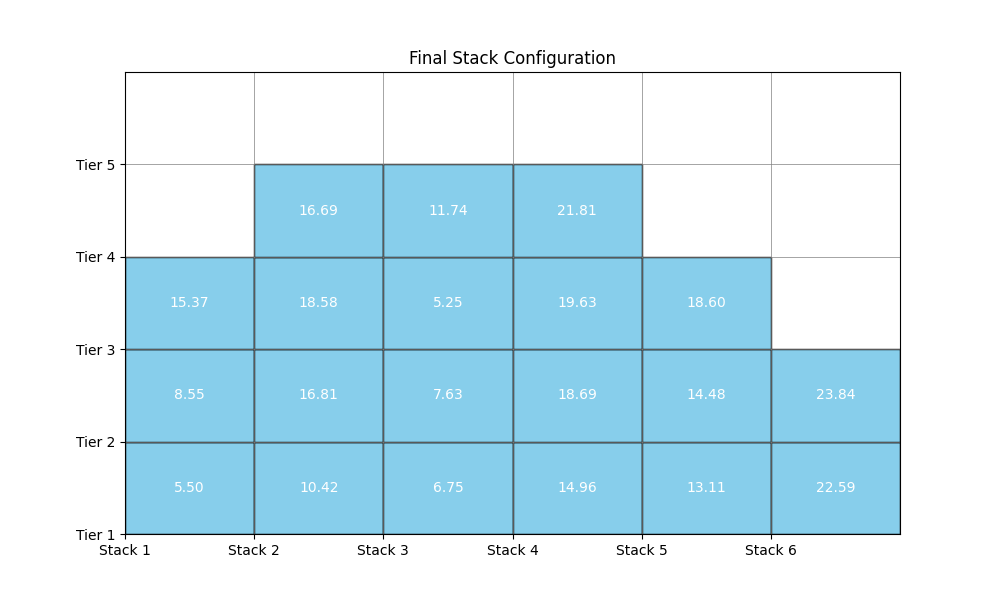 Final Stack Configuration
Tier 5
16.69 11.74 21.81
Tier 4
15.37 18.58 5.25 19.63 18.60
Tier 3
8.55 16.81 7.63 18.69 14.48 23.84
Tier 2
5.50 10.42 6.75 14.96 13.11 22.59
Tier 1
Stack 1 Stack 2 Stack 3 Stack 4 Stack 5 Stack 6